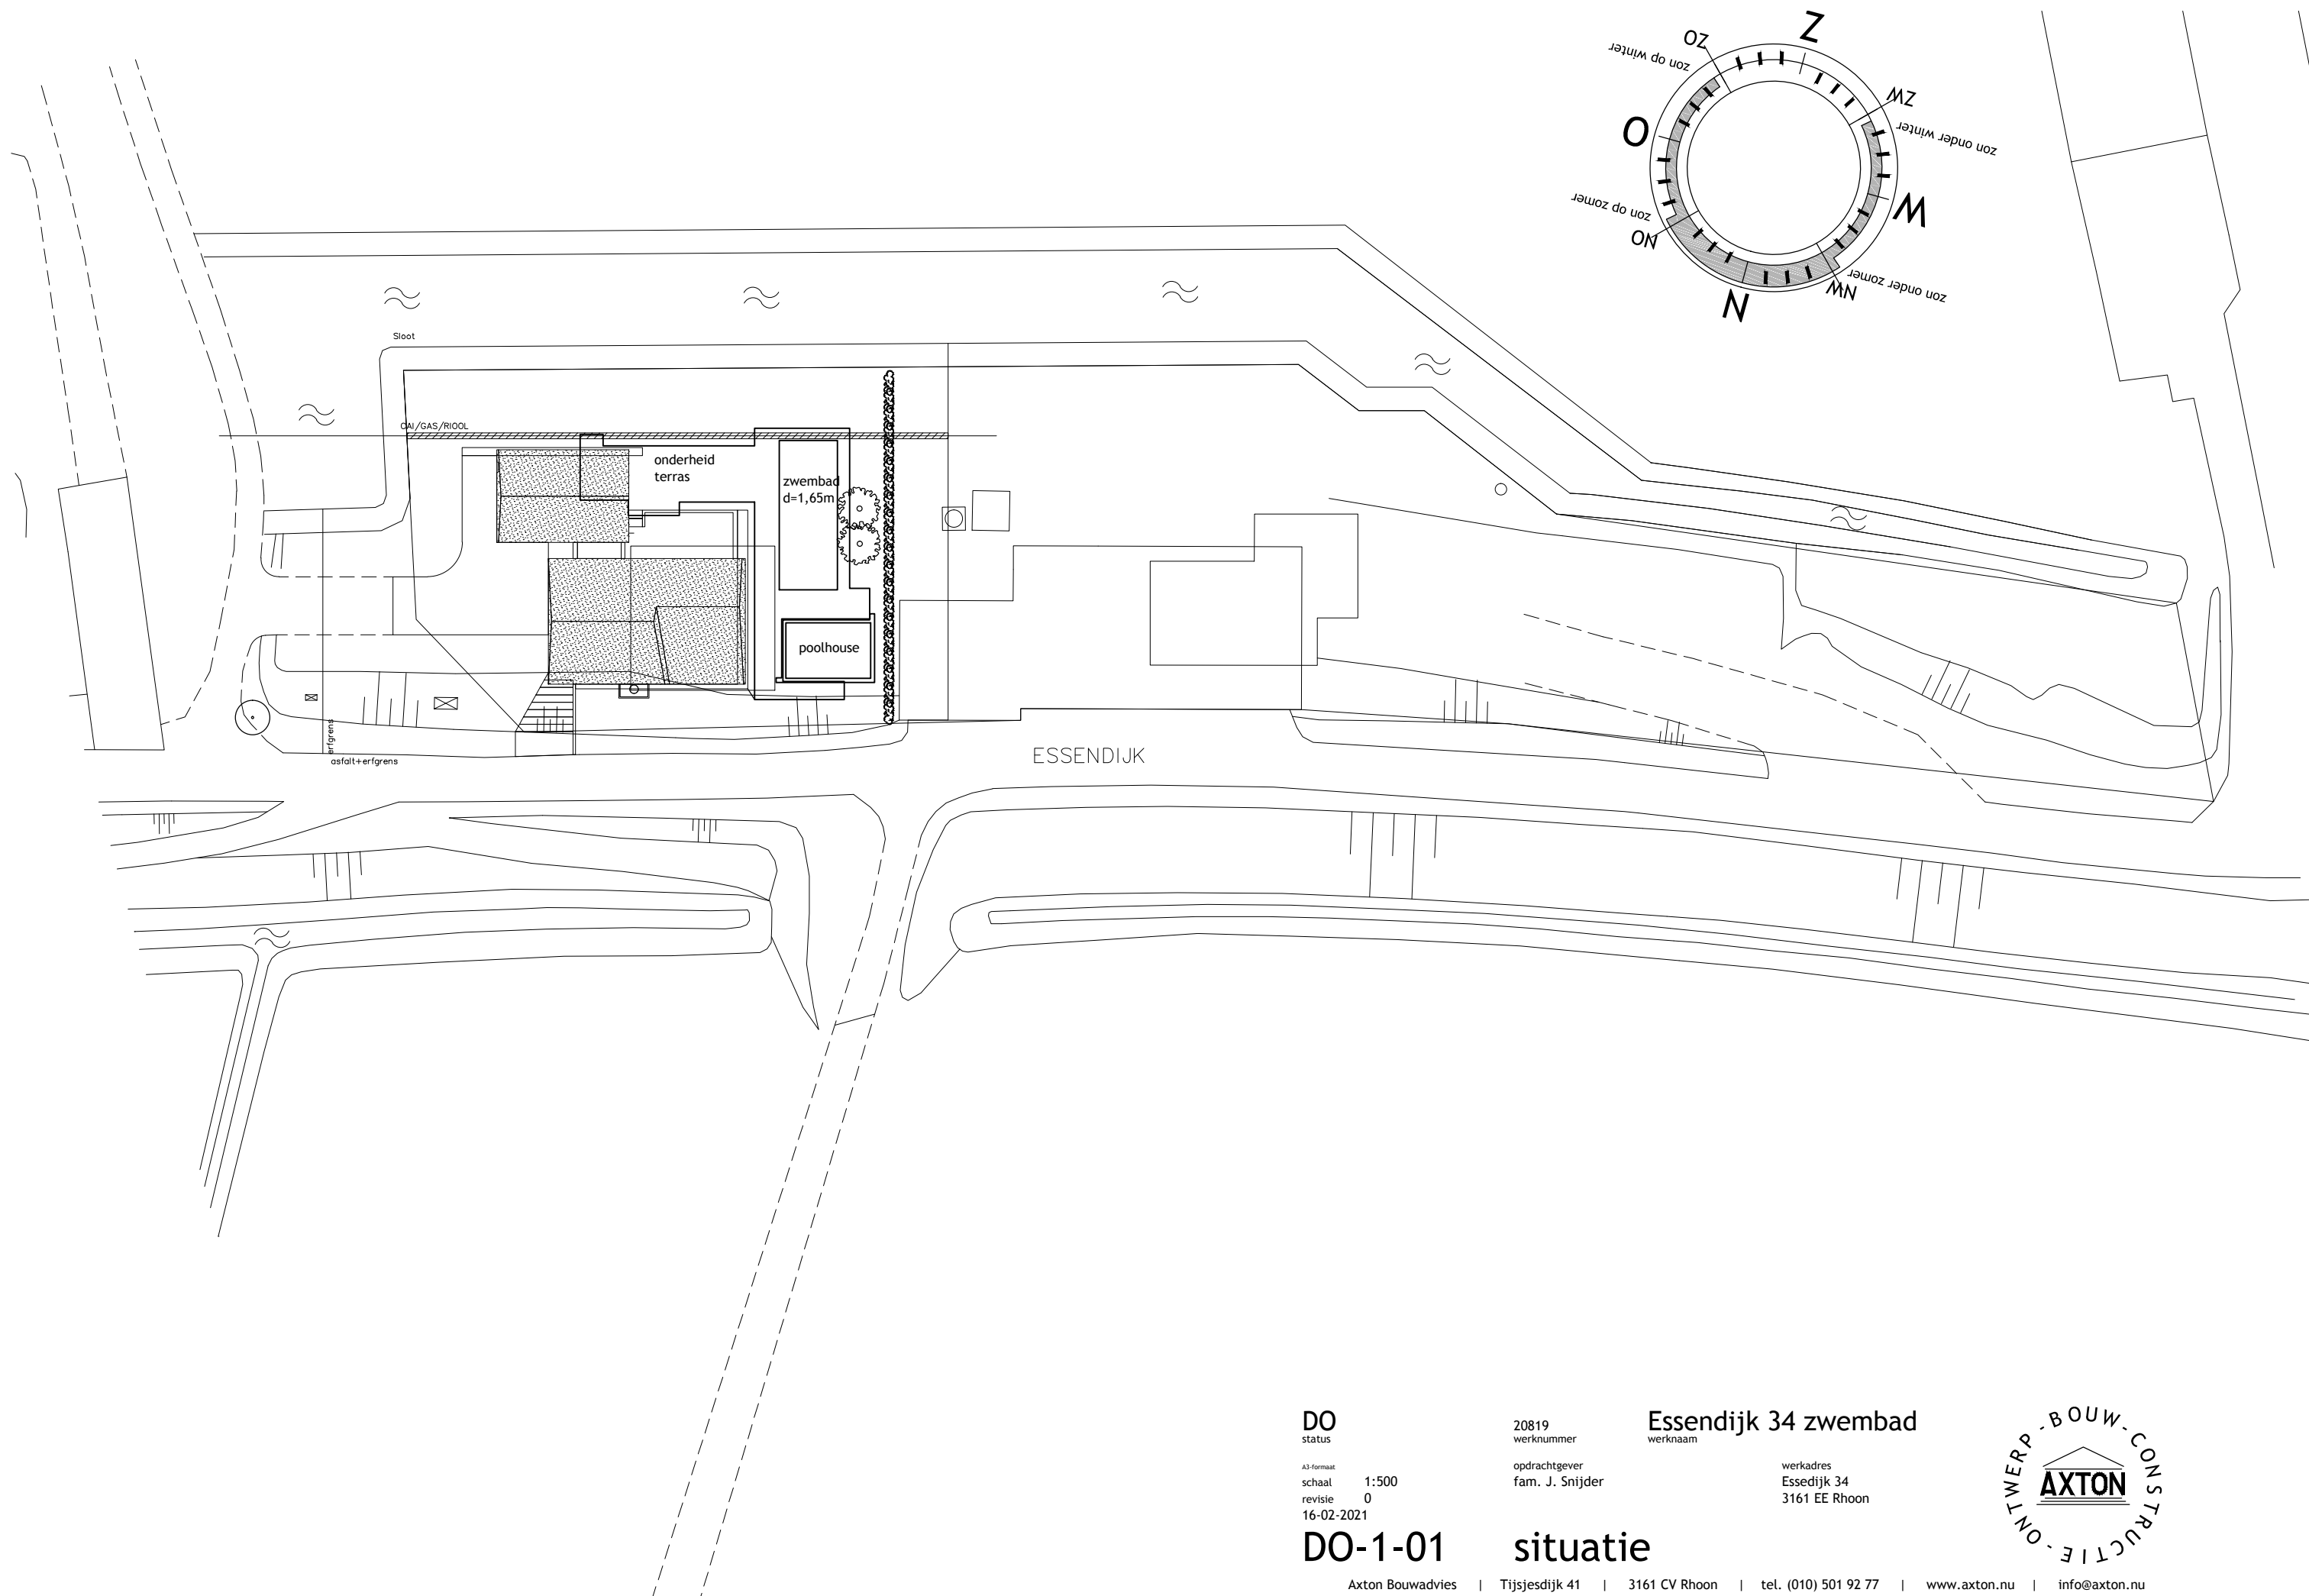 Z
ZO
zon op winter
ZW
zon onder winter
O
W
zon op zomer
NO
NW
zon onder zomer
N
Sloot
CAI/GAS/RIOOL
onderheid
terras
zwembad
d=1,65m
poolhouse
erfgrens
asfalt+erfgrens
ESSENDIJK
DO
status
20819
werknummer
Essendijk 34 zwembad
werknaam
A3-formaat
schaal 1:500
revisie 0
16-02-2021
opdrachtgever
fam. J. Snijder
werkadres
Essedijk 34
3161 EE Rhoon
ONTWERP-BOUW-CONSTRUCTIE-
AXTON
DO-1-01 situatie
Axton Bouwadvies | Tijsjesdijk 41 | 3161 CV Rhoon | tel. (010) 501 92 77 | www.axton.nu | info@axton.nu